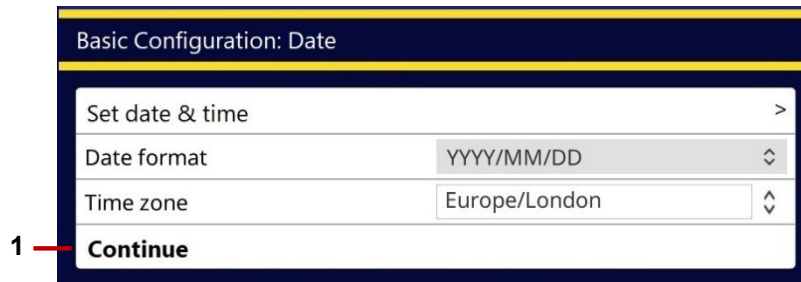 Basic Configuration: Date
Set date & time >
Date format YYYY/MM/DD
Time zone Europe/London
1 Continue